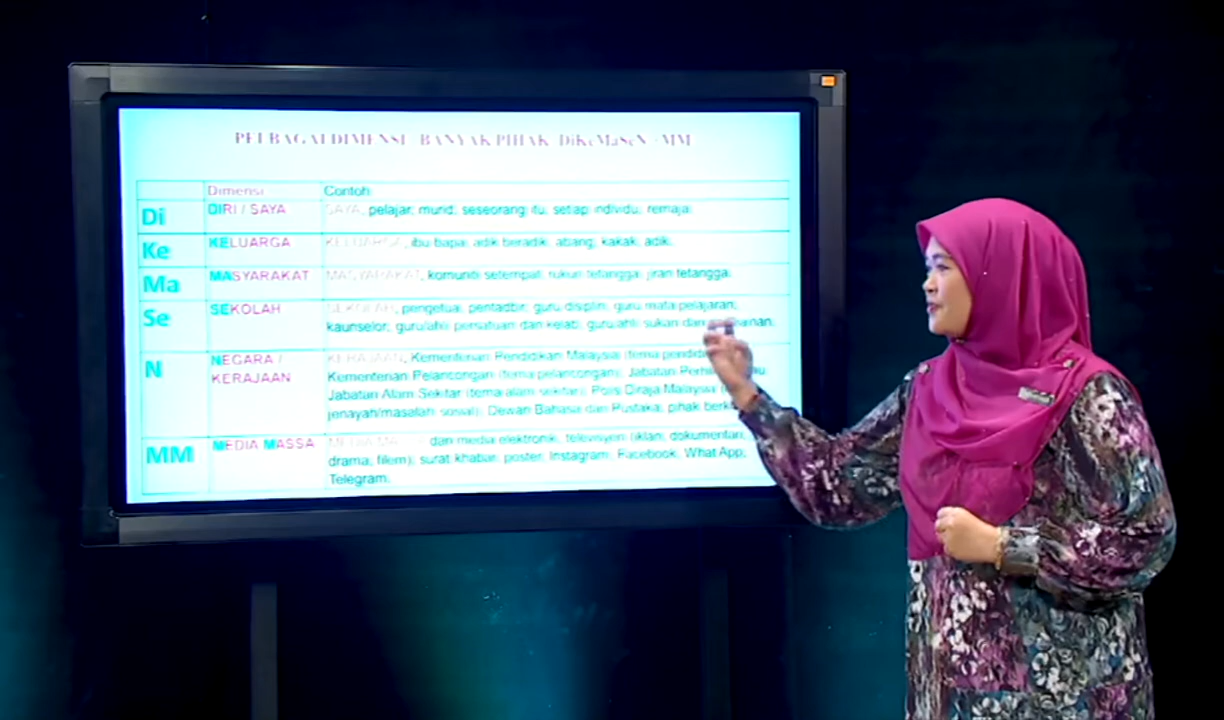 PELBAGAI DIMENSI BANYAK PIHAK DiKeMaSeN - MM
Dimensi Contoh:
Di DIRI / SAYA SAYA, pelajar, murid, seseorang itu, setiap individu, remaja.
Ke KELUARGA KELUARGA, ibu bapa, adik beradik, abang, kakak, adik.
Ma MASYARAKAT MASYARAKAT, komuniti setempat, rukun tetangga, jiran tetangga.
Se SEKOLAH SEKOLAH, pengetua, pentadbir, guru disiplin, guru mata pelajaran,
kaunselor, guru/ahli persatuan dan kelab, guru/ahli sukan dan
N NEGARA / KERAJAAN, Kementerian Pendidikan Malaysia (tema
KERAJAAN Kementerian Pelancongan (tema pelancongan), Jabatan
Jabatan Alam Sekitar (tema alam sekitar), Polis Diraja Malaysia
jenayah/masalah sosial), Dewan Bahasa dan Pustaka, pihak
MM MEDIA MASSA dan media elektronik, televisyen (iklan, dokumentari,
drama, filem), surat khabar, poster, Instagram, Facebook, What App,
Telegram.